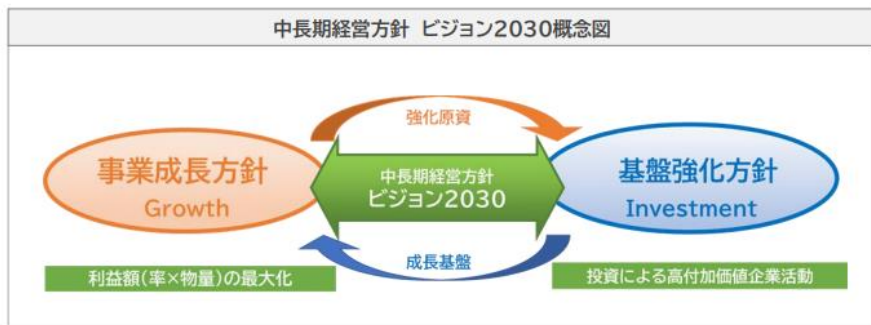 中長期経営方針 ビジョン2030概念図
強化原資
事業成長方針
Growth
中長期経営方針
ビジョン2030
基盤強化方針
Investment
成長基盤
利益額(率×物量)の最大化
投資による高付加価値企業活動